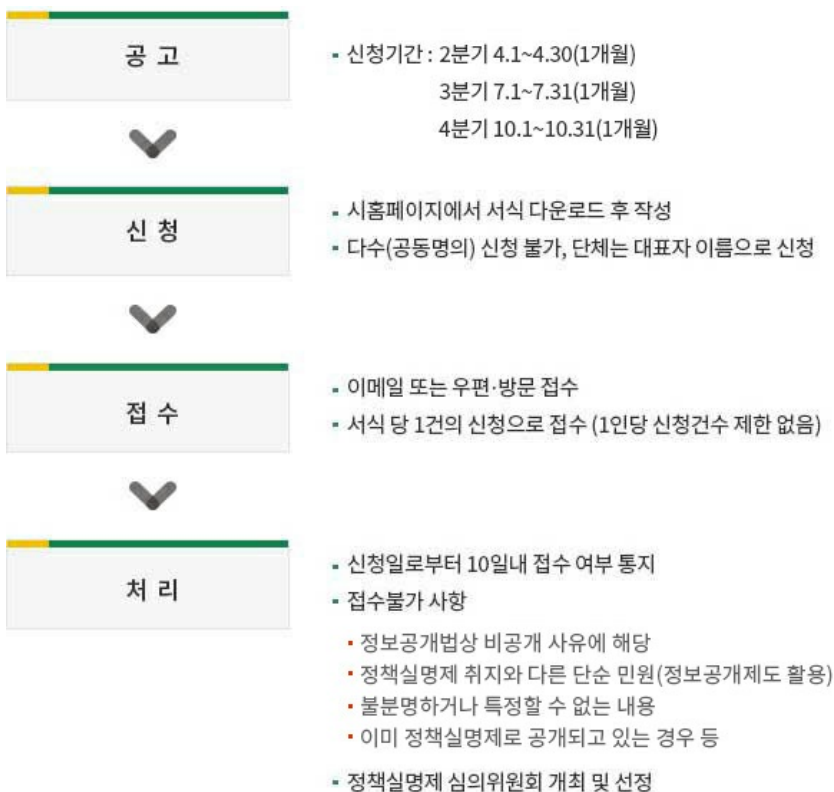 공 고
- 신청기간 : 2분기 4.1~4.30(1개월)
3분기 7.1~7.31(1개월)
4분기 10.1~10.31(1개월)
신 청
- 시홈페이지에서 서식 다운로드 후 작성
- 다수(공동명의) 신청 불가, 단체는 대표자 이름으로 신청
접 수
- 이메일 또는 우편·방문 접수
- 서식 당 1건의 신청으로 접수 (1인당 신청건수 제한 없음)
처 리
- 신청일로부터 10일내 접수 여부 통지
- 접수불가 사항
· 정보공개법상 비공개 사유에 해당
· 정책실명제 취지와 다른 단순 민원(정보공개제도 활용)
· 불분명하거나 특정할 수 없는 내용
· 이미 정책실명제로 공개되고 있는 경우 등
- 정책실명제 심의위원회 개최 및 선정